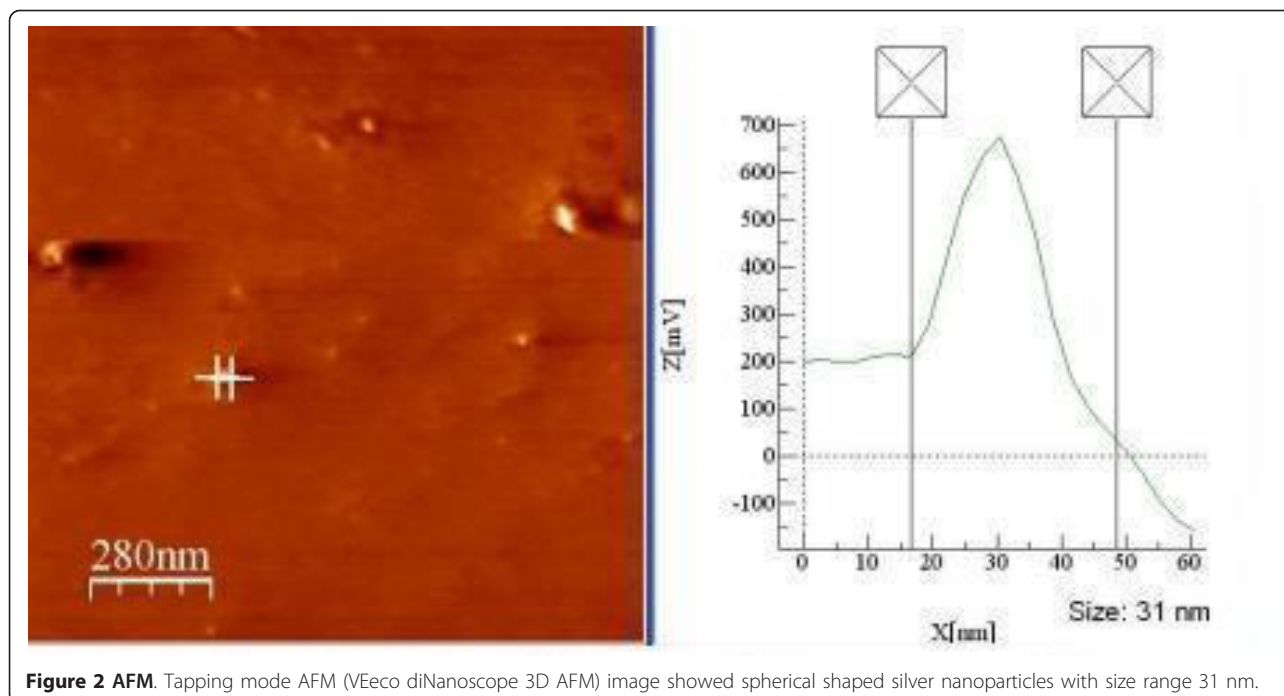 280nm
Z[mV]
700
600
500
400
300
200
100
0
-100
0 10 20 30 40 50 60
X[nm]
Size: 31 nm
Figure 2 AFM. Tapping mode AFM (VEeco diNanoscope 3D AFM) image showed spherical shaped silver nanoparticles with size range 31 nm.